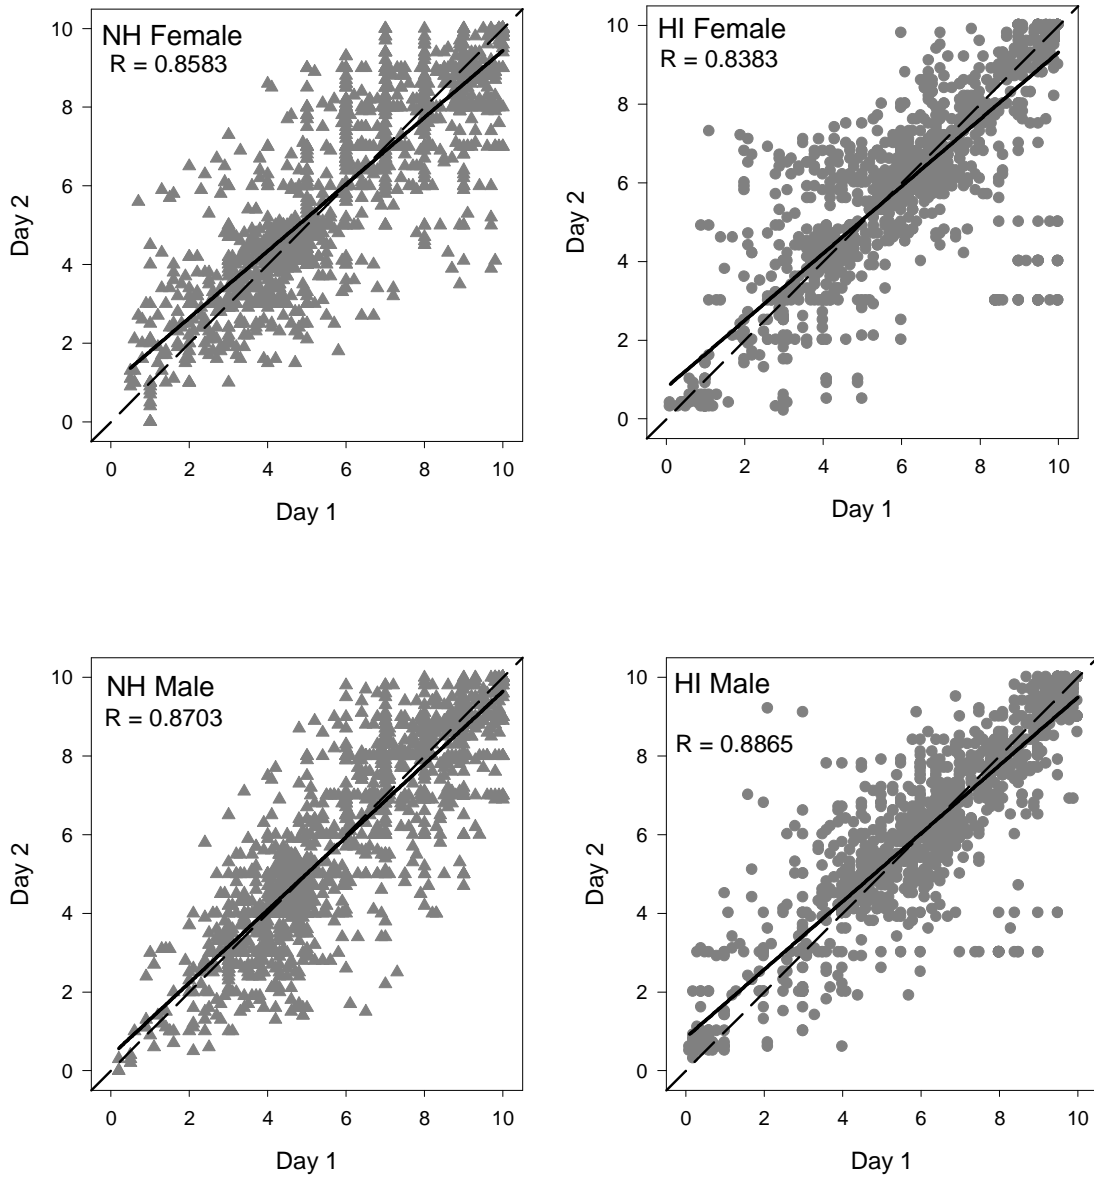 NH Female
R = 0.8583
10
8
6
4
2
0
Day 2
0 2 4 6 8 10
Day 1
HI Female
R = 0.8383
10
8
6
4
2
0
Day 2
0 2 4 6 8 10
Day 1
NH Male
R = 0.8703
10
8
6
4
2
0
Day 2
0 2 4 6 8 10
Day 1
HI Male
R = 0.8865
10
8
6
4
2
0
Day 2
0 2 4 6 8 10
Day 1